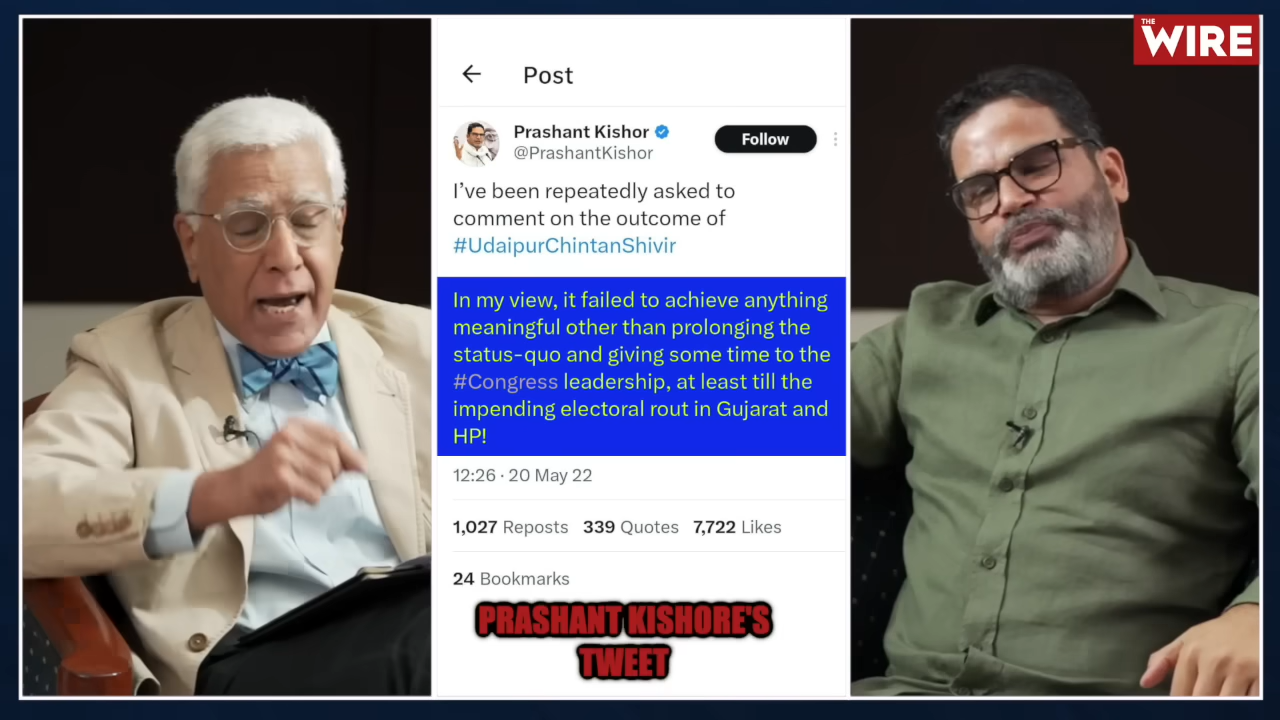 THE
WIRE
← Post
Prashant Kishor
@PrashantKishor
Follow
I’ve been repeatedly asked to
comment on the outcome of
#UdaipurChintanShivir
In my view, it failed to achieve anything
meaningful other than prolonging the
status-quo and giving some time to the
#Congress leadership, at least till the
impending electoral rout in Gujarat and
HP!
12:26 · 20 May 22
1,027 Reposts 339 Quotes 7,722 Likes
24 Bookmarks
PRASHANT KISHORE'S
TWEET